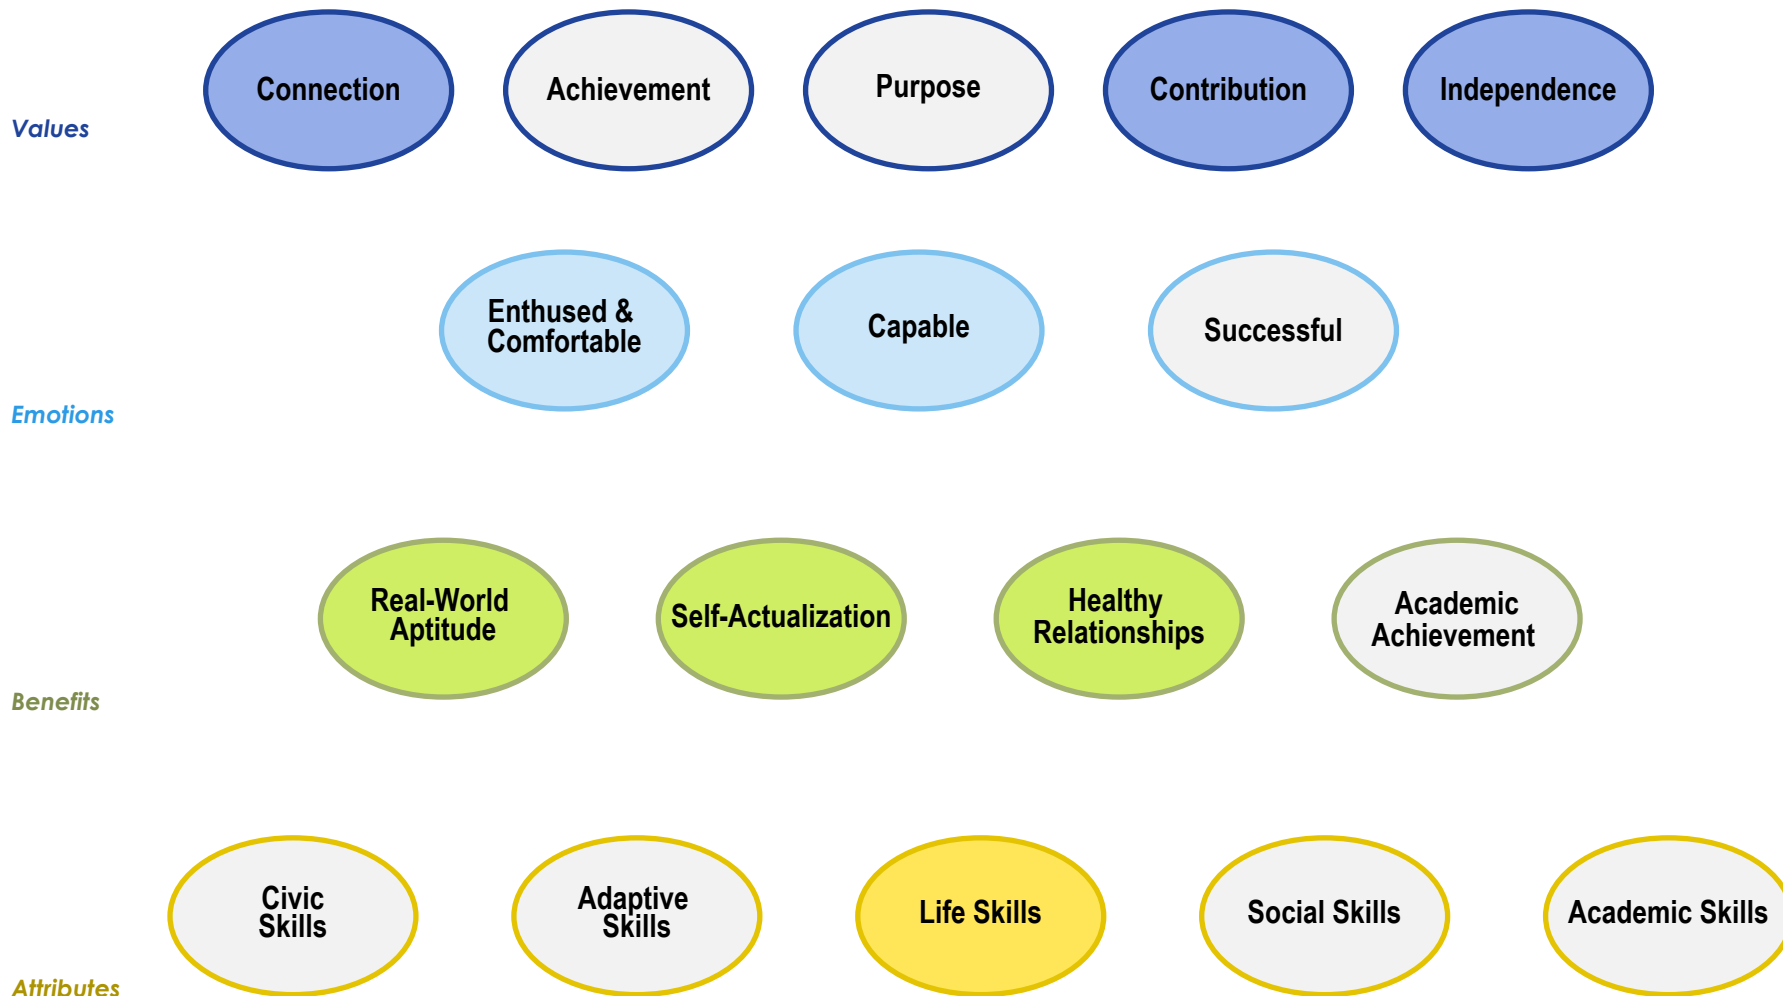 Connection
Achievement
Purpose
Contribution
Independence
Values
Enthused &
Comfortable
Capable
Successful
Emotions
Real-World
Aptitude
Self-Actualization
Healthy
Relationships
Academic
Achievement
Benefits
Civic
Skills
Adaptive
Skills
Life Skills
Social Skills
Academic Skills
Attributes